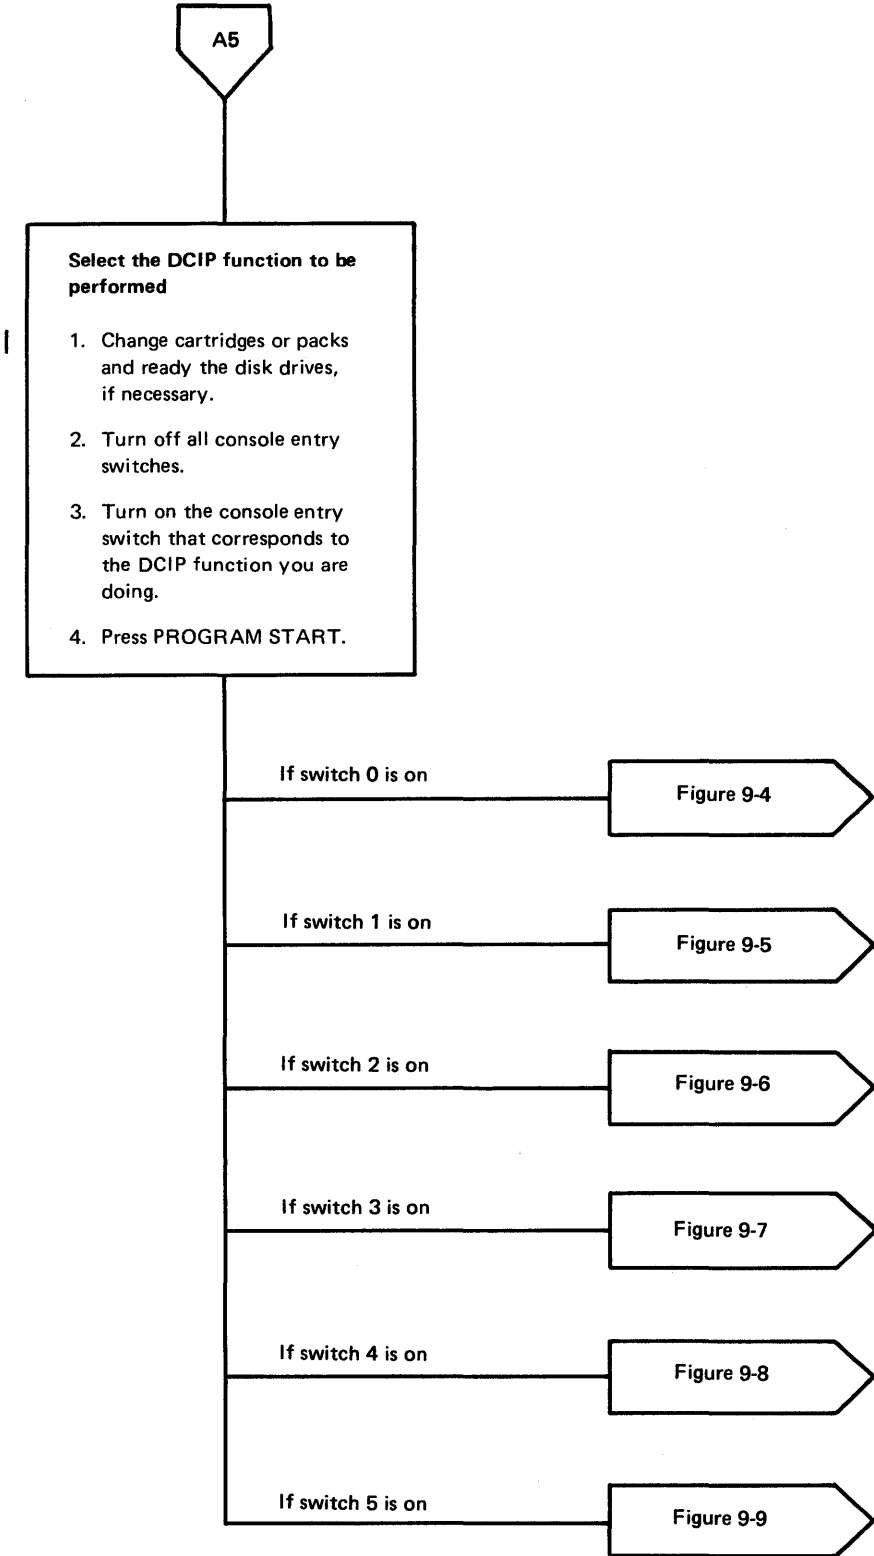 A5
Select the DCIP function to be
performed
1. Change cartridges or packs
and ready the disk drives,
if necessary.
2. Turn off all console entry
switches.
3. Turn on the console entry
switch that corresponds to
the DCIP function you are
doing.
4. Press PROGRAM START.
If switch 0 is on
Figure 9-4
If switch 1 is on
Figure 9-5
If switch 2 is on
Figure 9-6
If switch 3 is on
Figure 9-7
If switch 4 is on
Figure 9-8
If switch 5 is on
Figure 9-9